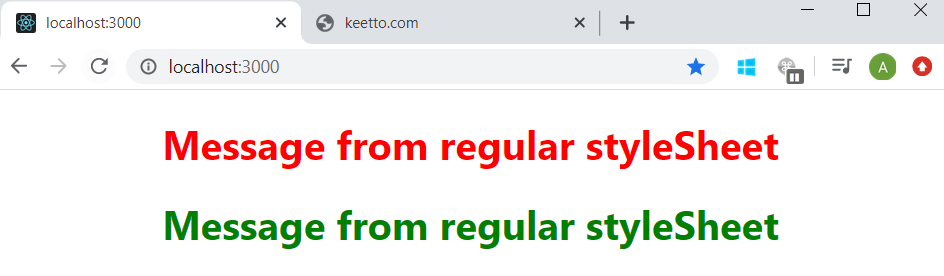 localhost:3000
keetto.com
localhost:3000
A
Message from regular styleSheet
Message from regular styleSheet